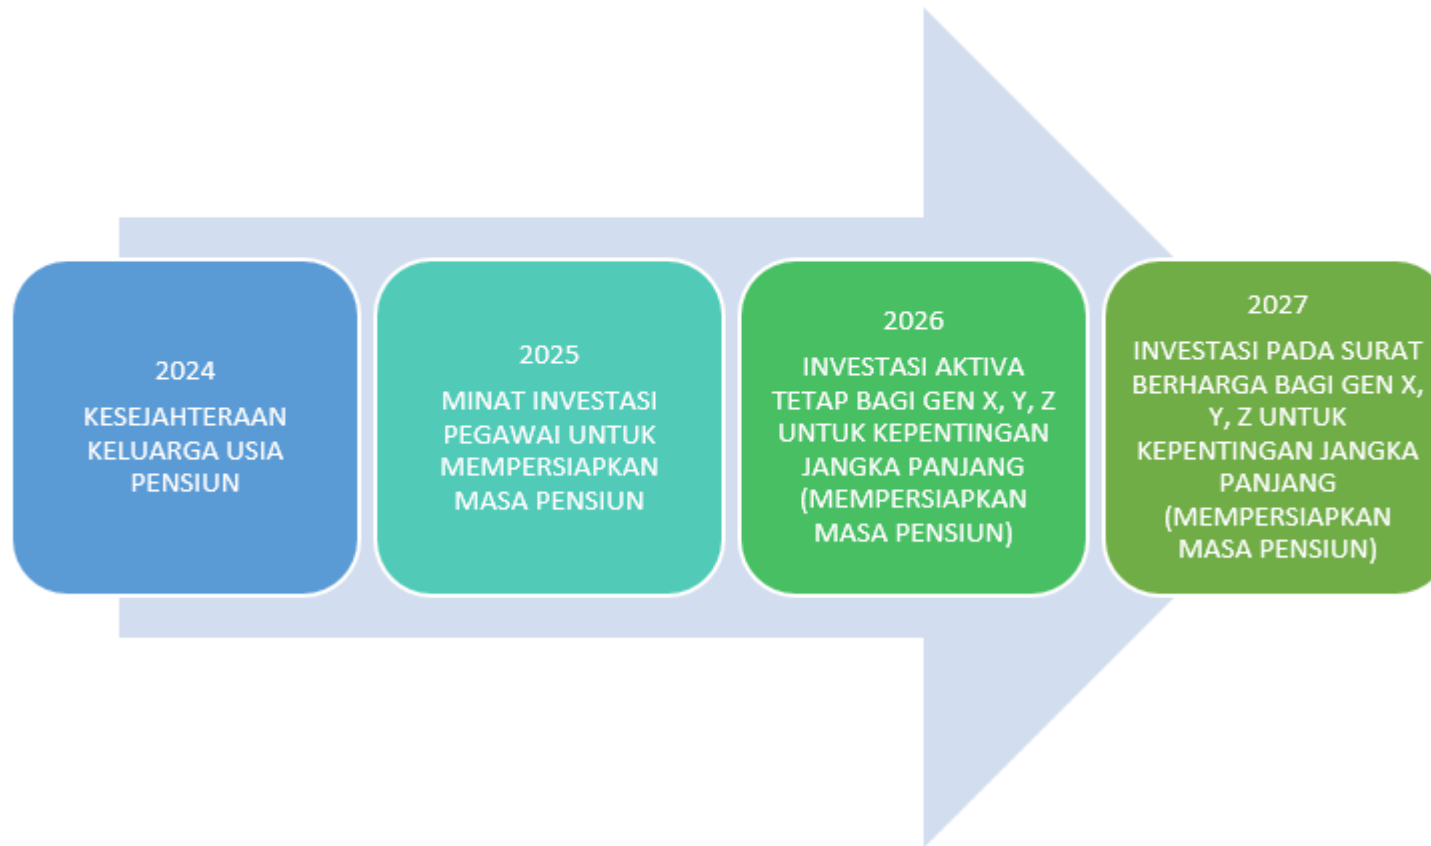 2024
KESEJAHTERAAN
KELUARGA USIA
PENSIUN
2025
MINAT INVESTASI
PEGAWAI UNTUK
MEMPERSIAPKAN
MASA PENSIUN
2026
INVESTASI AKTIVA
TETAP BAGI GEN X, Y, Z
UNTUK KEPENTINGAN
JANGKA PANJANG
(MEMPERSIAPKAN
MASA PENSIUN)
2027
INVESTASI PADA SURAT
BERHARGA BAGI GEN X,
Y, Z UNTUK
KEPENTINGAN JANGKA
PANJANG
(MEMPERSIAPKAN
MASA PENSIUN)